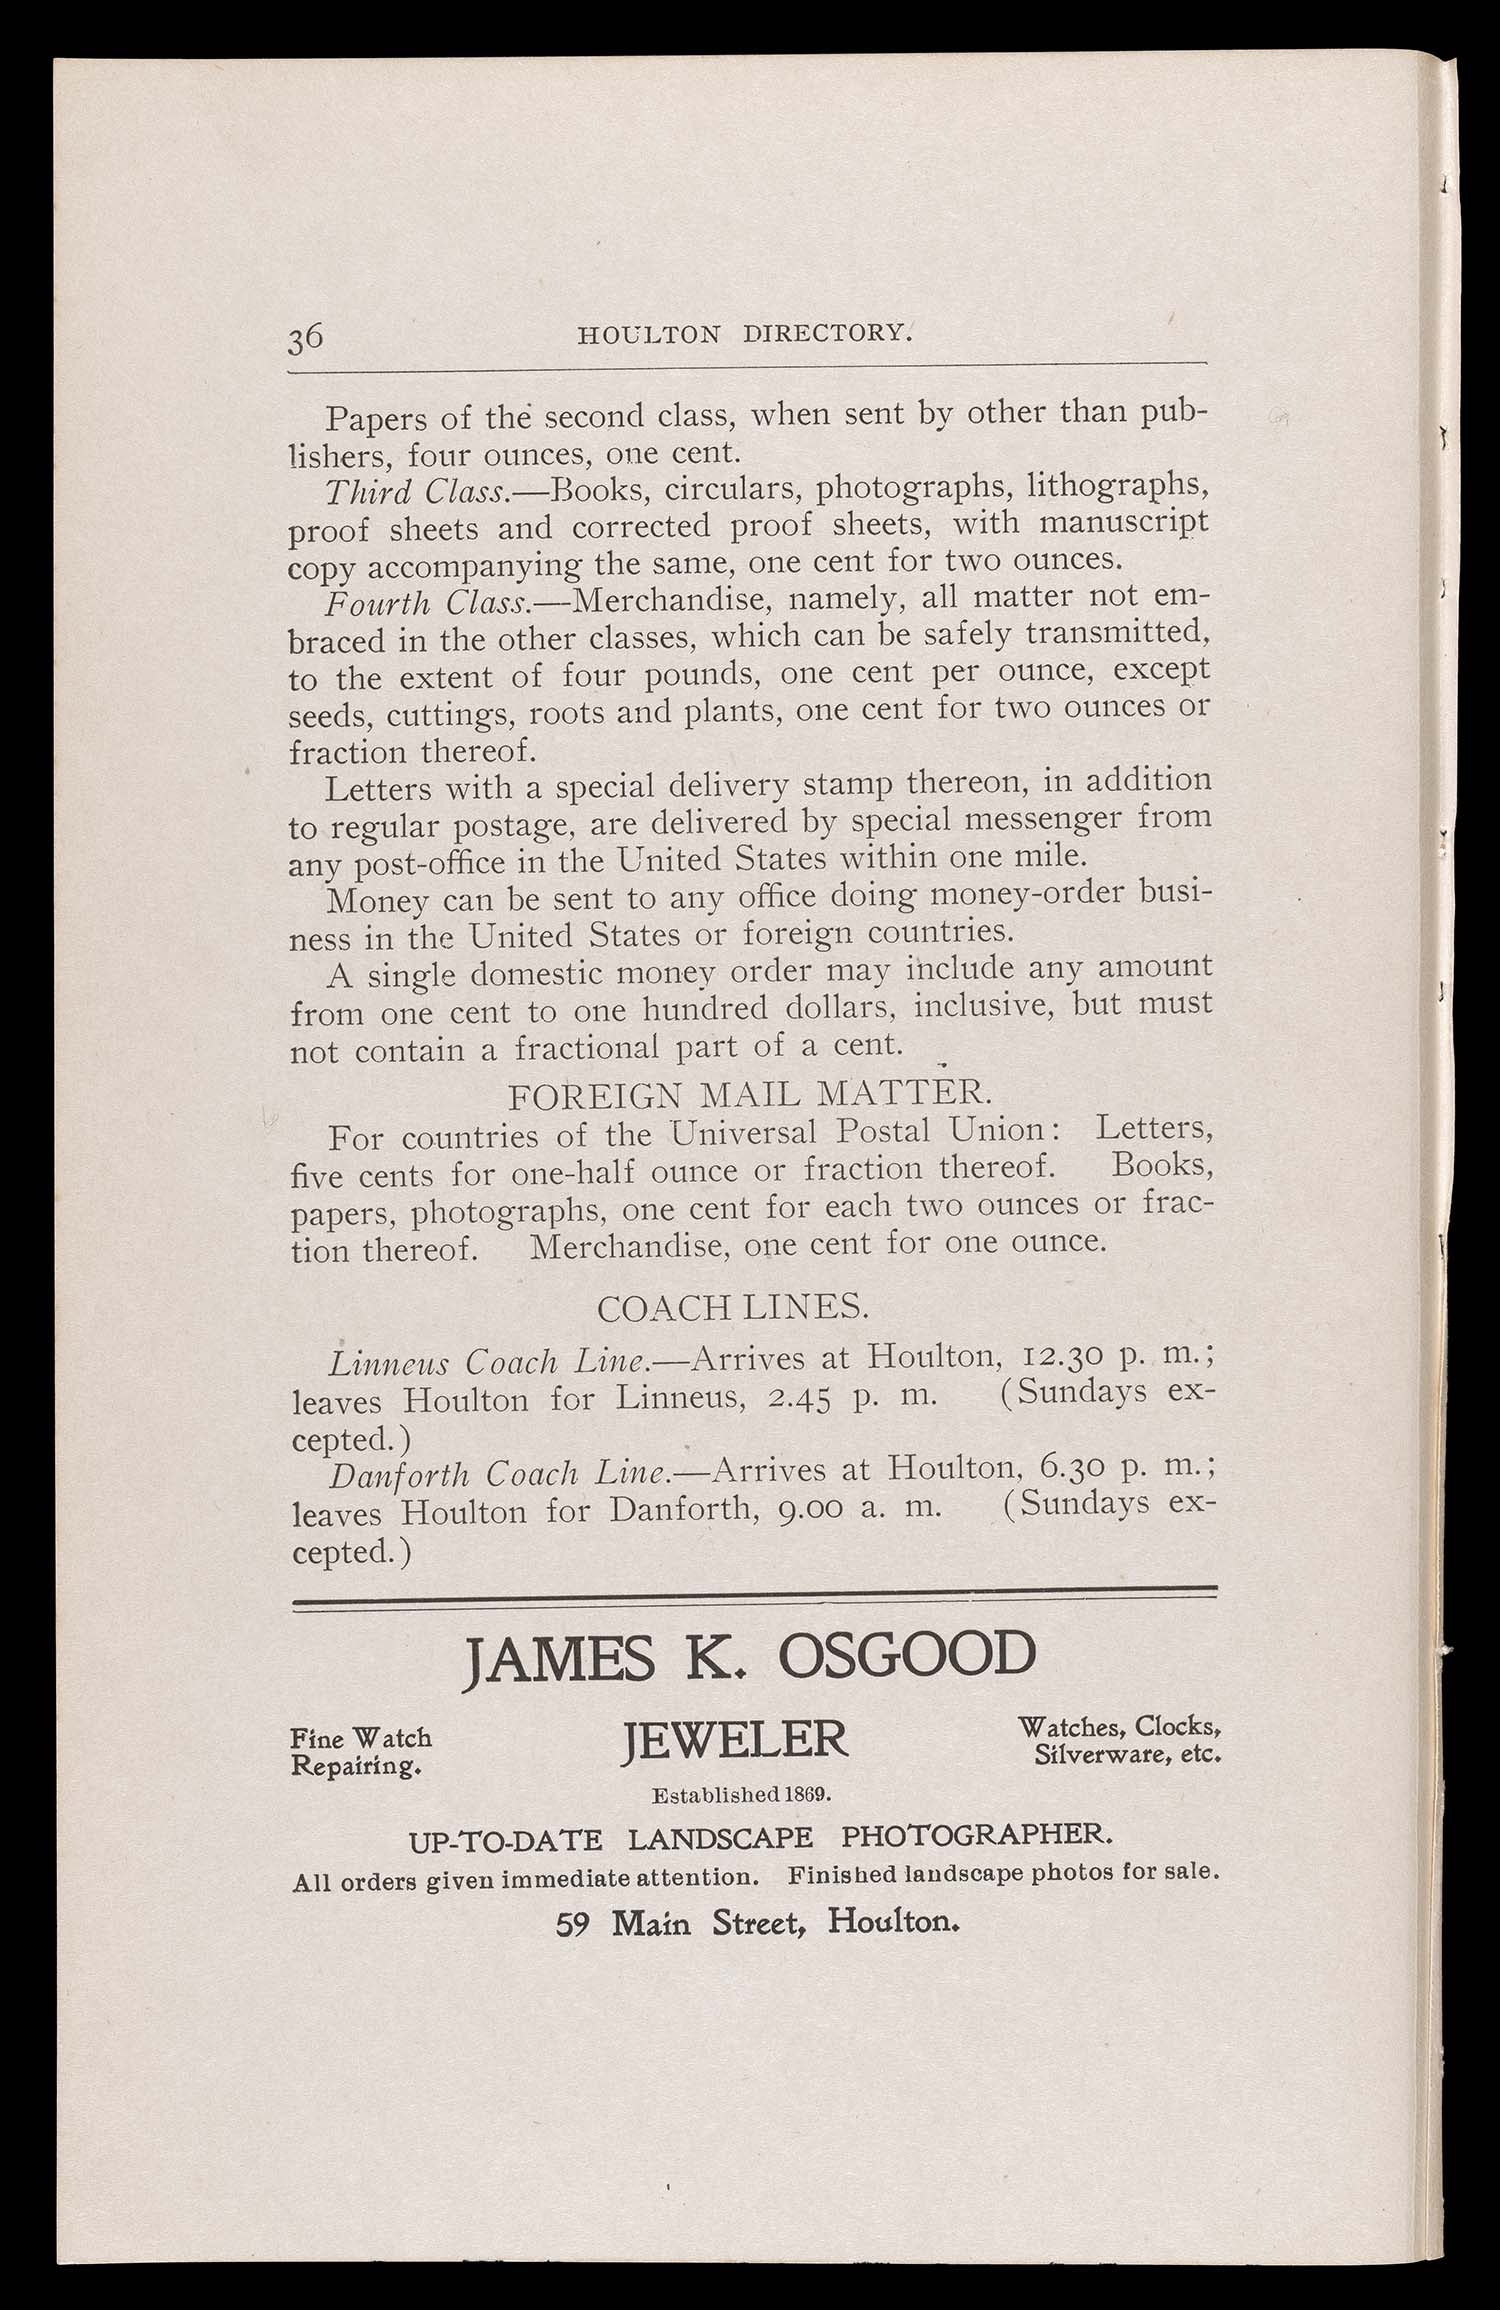 36 HOULTON DIRECTORY.
Papers of the second class, when sent by other than pub-
lishers, four ounces, one cent.
Third Class.—Books, circulars, photographs, lithographs,
proof sheets and corrected proof sheets, with manuscript
copy accompanying the same, one cent for two ounces.
Fourth Class.—Merchandise, namely, all matter not em-
braced in the other classes, which can be safely transmitted,
to the extent of four pounds, one cent per ounce, except
seeds, cuttings, roots and plants, one cent for two ounces or
fraction thereof.
Letters with a special delivery stamp thereon, in addition
to regular postage, are delivered by special messenger from
any post-office in the United States within one mile.
Money can be sent to any office doing money-order busi-
ness in the United States or foreign countries.
A single domestic money order may include any amount
from one cent to one hundred dollars, inclusive, but must
not contain a fractional part of a cent.
FOREIGN MAIL MATTER.
For countries of the Universal Postal Union: Letters,
five cents for one-half ounce or fraction thereof. Books,
papers, photographs, one cent for each two ounces or frac-
tion thereof. Merchandise, one cent for one ounce.
COACH LINES.
Linneus Coach Line.—Arrives at Houlton, 12.30 p. m.;
leaves Houlton for Linneus, 2.45 p. m. (Sundays ex-
cepted.)
Danforth Coach Line.—Arrives at Houlton, 6.30 p. m.;
leaves Houlton for Danforth, 9.00 a. m. (Sundays ex-
cepted.)
JAMES K. OSGOOD
Fine Watch
Repairing.
JEWELER
Watches, Clocks,
Silverware, etc.
Established 1869.
UP-TO-DATE LANDSCAPE PHOTOGRAPHER.
All orders given immediate attention. Finished landscape photos for sale.
59 Main Street, Houlton.